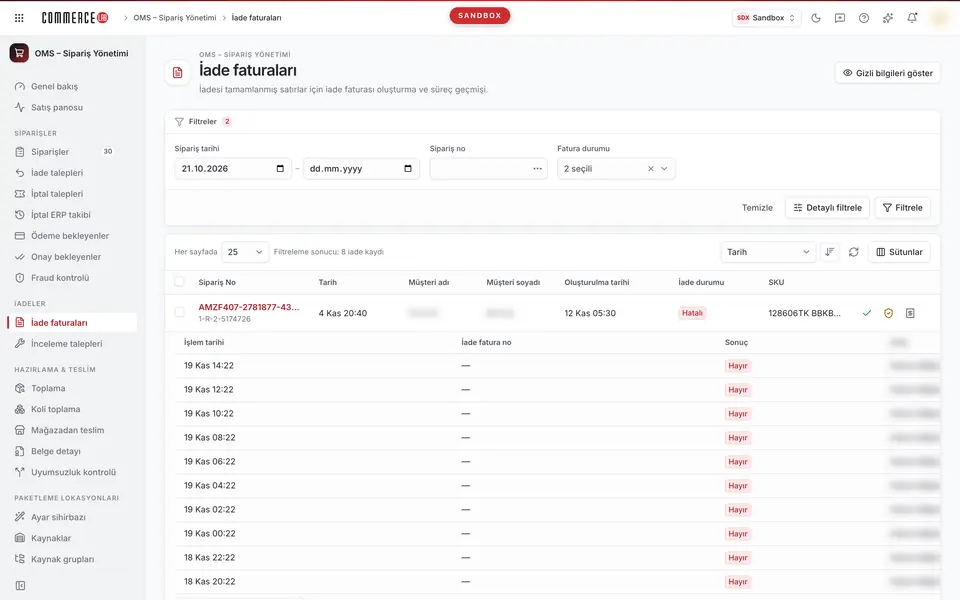 COMMERCE LAB
OMS – Sipariş Yönetimi
İade faturaları
SANDBOX
SDX Sandbox
OMS – Sipariş Yönetimi
Genel bakış
Satış panosu
SİPARİŞLER
Siparişler 30
İade talepleri
İptal talepleri
İptal ERP takibi
Ödeme bekleyenler
Onay bekleyenler
Fraud kontrolü
İADELER
İade faturaları
İnceleme talepleri
HAZIRLAMA & TESLİM
Toplama
Koli toplama
Mağazadan teslim
Belge detayı
Uyumsuzluk kontrolü
PAKETLEME LOKASYONLARI
Ayar sihirbazı
Kaynaklar
Kaynak grupları
OMS – SİPARİŞ YÖNETİMİ
İade faturaları
İadesi tamamlanmış satırlar için iade faturası oluşturma ve süreç geçmişi.
Gizli bilgileri göster
Filtreler 2
Sipariş tarihi Sipariş no Fatura durumu
21.10.2026 – dd.mm.yyyy ... 2 seçili
Temizle Detaylı filtrele Filtrele
Her sayfada 25 Filtreleme sonucu: 8 iade kaydı Tarih Sütunlar
Sipariş No Tarih Müşteri adı Müşteri soyadı Oluşturulma tarihi İade durumu SKU
AMZF407-2781877-43... 4 Kas 20:40 12 Kas 05:30 Hatalı 128606TK BBKB...
1-R-2-5174726
İşlem tarihi İade fatura no Sonuç
19 Kas 14:22 — Hayır
19 Kas 12:22 — Hayır
19 Kas 10:22 — Hayır
19 Kas 08:22 — Hayır
19 Kas 06:22 — Hayır
19 Kas 04:22 — Hayır
19 Kas 02:22 — Hayır
19 Kas 00:22 — Hayır
18 Kas 22:22 — Hayır
18 Kas 20:22 — Hayır